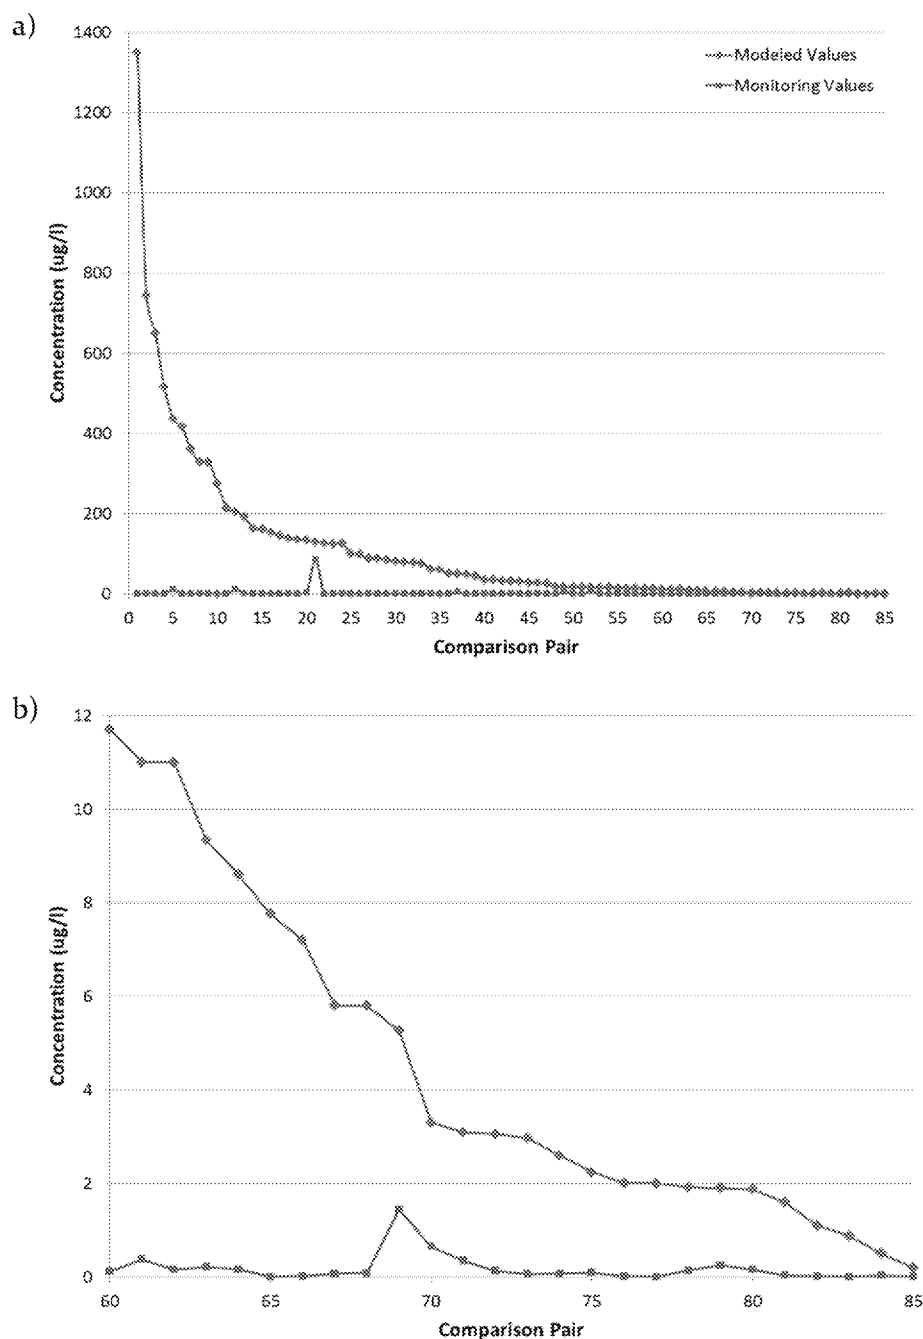 a)
1400
1200
1000
800
600
400
200
0
Concentration (ug/l)
Modeled Values
Monitoring Values
0 5 10 15 20 25 30 35 40 45 50 55 60 65 70 75 80 85
Comparison Pair
b)
12
10
8
6
4
2
0
Concentration (ug/l)
60 65 70 75 80 85
Comparison Pair